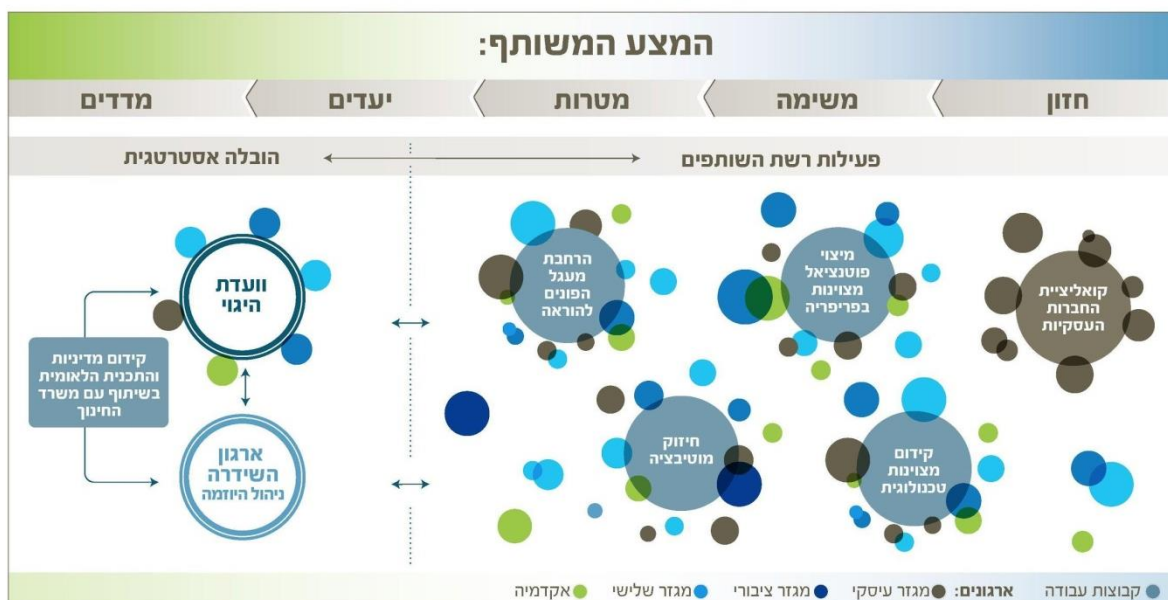 המצע המשותף:
חזון
משימה
מטרות
יעדים
מדדים
פעילות רשת השותפים
הובלה אסטרטגית
קואליציית
החברות
העסקיות
מיצוי
פוטנציאל
מצוינות
בפריפריה
הרחבת
מעגל
הפונים
להוראה
קידום
מצוינות
טכנולוגית
חיזוק
מוטיבציה
וועדת
היגוי
ארגון
השידרה
ניהול היוזמה
קידום מדיניות
והתכנית הלאומית
בשיתוף עם משרד
החינוך
קבוצות עבודה ארגונים: מגזר עיסקי מגזר ציבורי מגזר שלישי אקדמיה